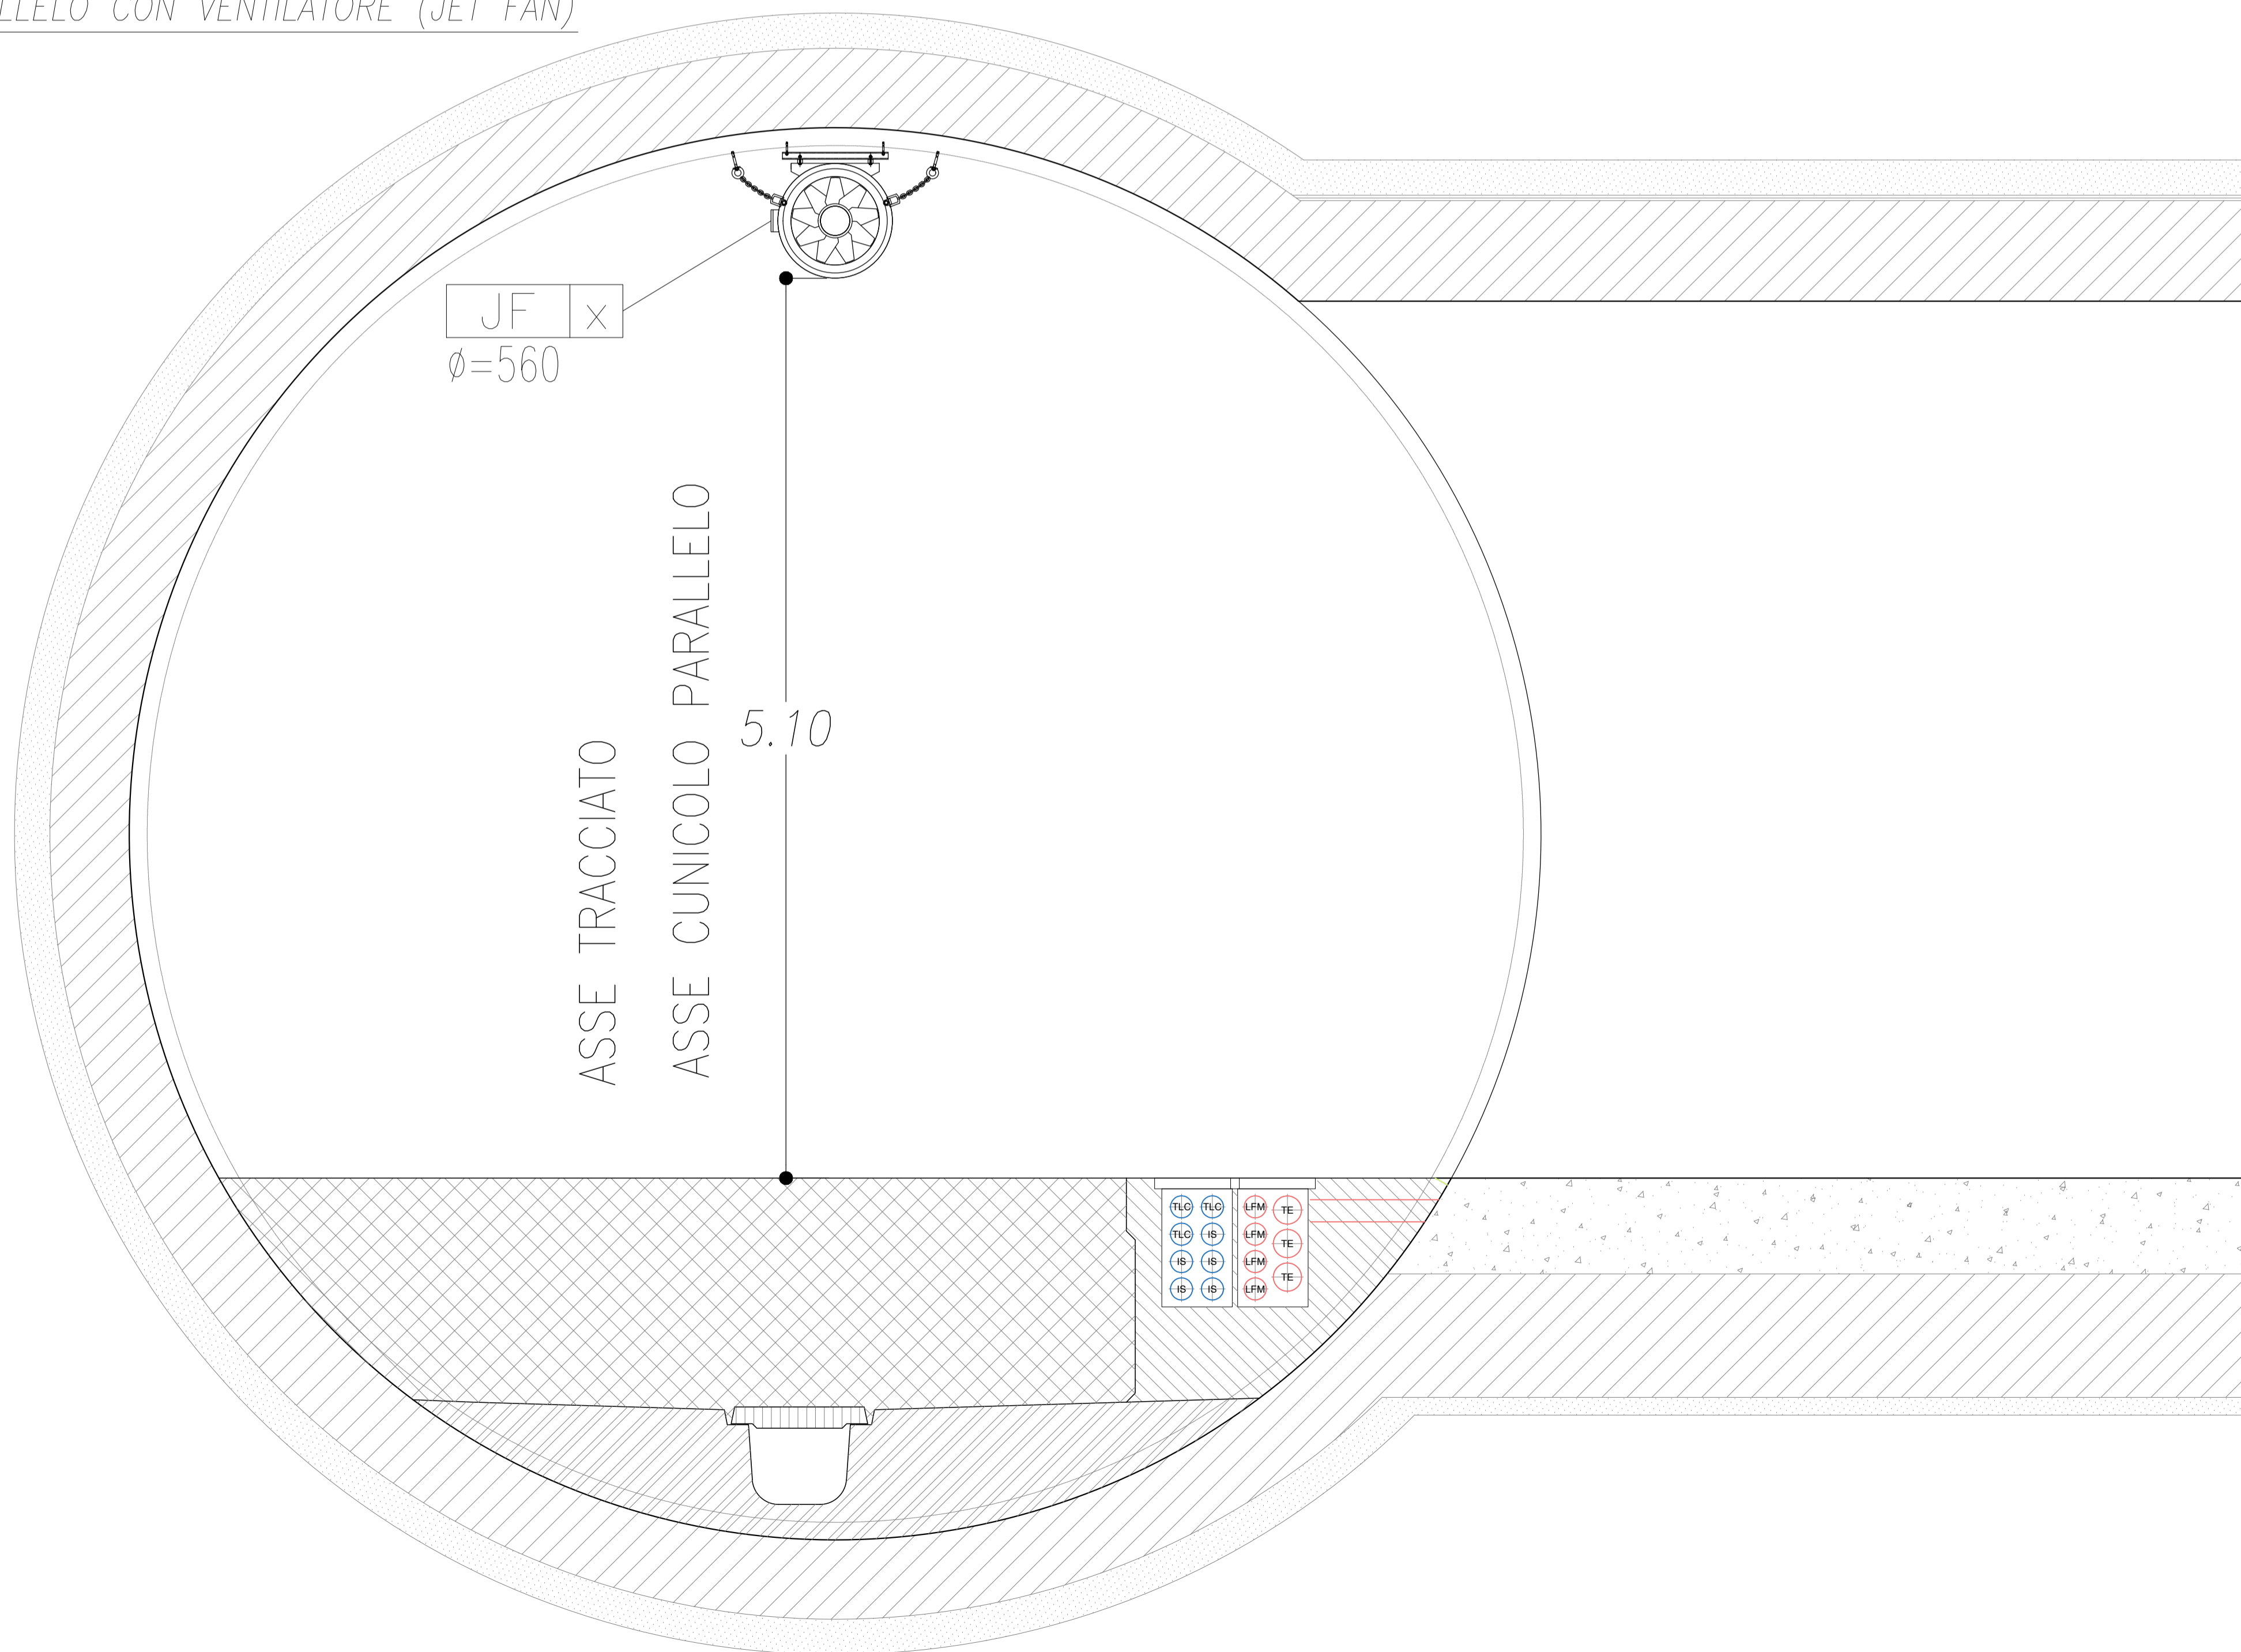 CON VENTILATORE (JET FAN)
JF X
ϕ=560
ASSE TRACCIATO
ASSE CUNICOLO PARALLELO
5.10
TLC TLC LFM TE
TLC IS LFM TE
IS IS LFM TE
IS IS LFM